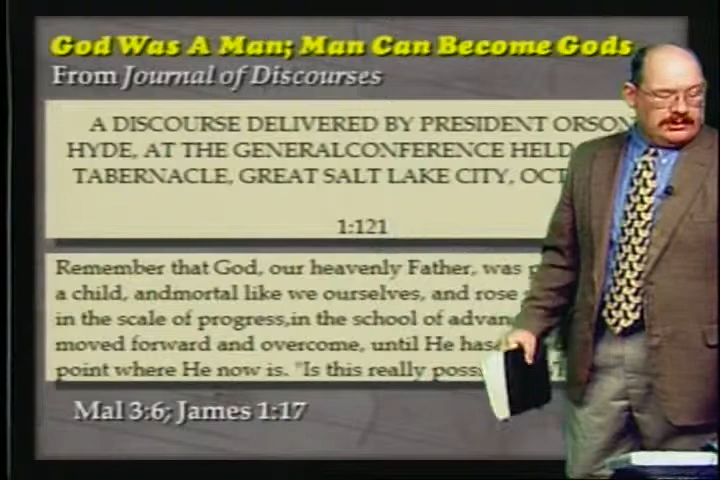 God Was A Man; Man Can Become Gods
From Journal of Discourses
A DISCOURSE DELIVERED BY PRESIDENT ORSON
HYDE, AT THE GENERALCONFERENCE HELD
TABERNACLE, GREAT SALT LAKE CITY, OCT
1:121
Remember that God, our heavenly Father, was
a child, andmortal like we ourselves, and rose
in the scale of progress,in the school of
moved forward and overcome, until He
point where He now is. "Is this really
Mal 3:6; James 1:17